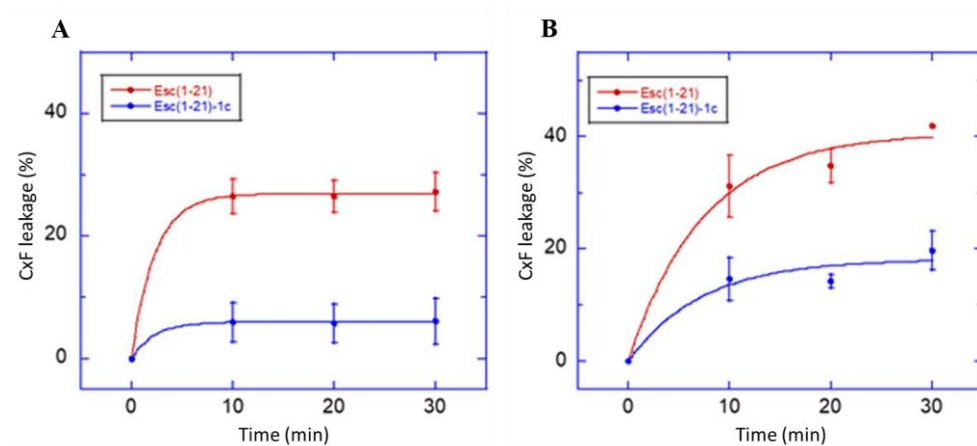 A
Esc(1-21)
Esc(1-21)-1c
CxF leakage (%)
40
20
0
0 10 20 30
Time (min)
B
Esc(1-21)
Esc(1-21)-1c
CxF leakage (%)
40
20
0
0 10 20 30
Time (min)